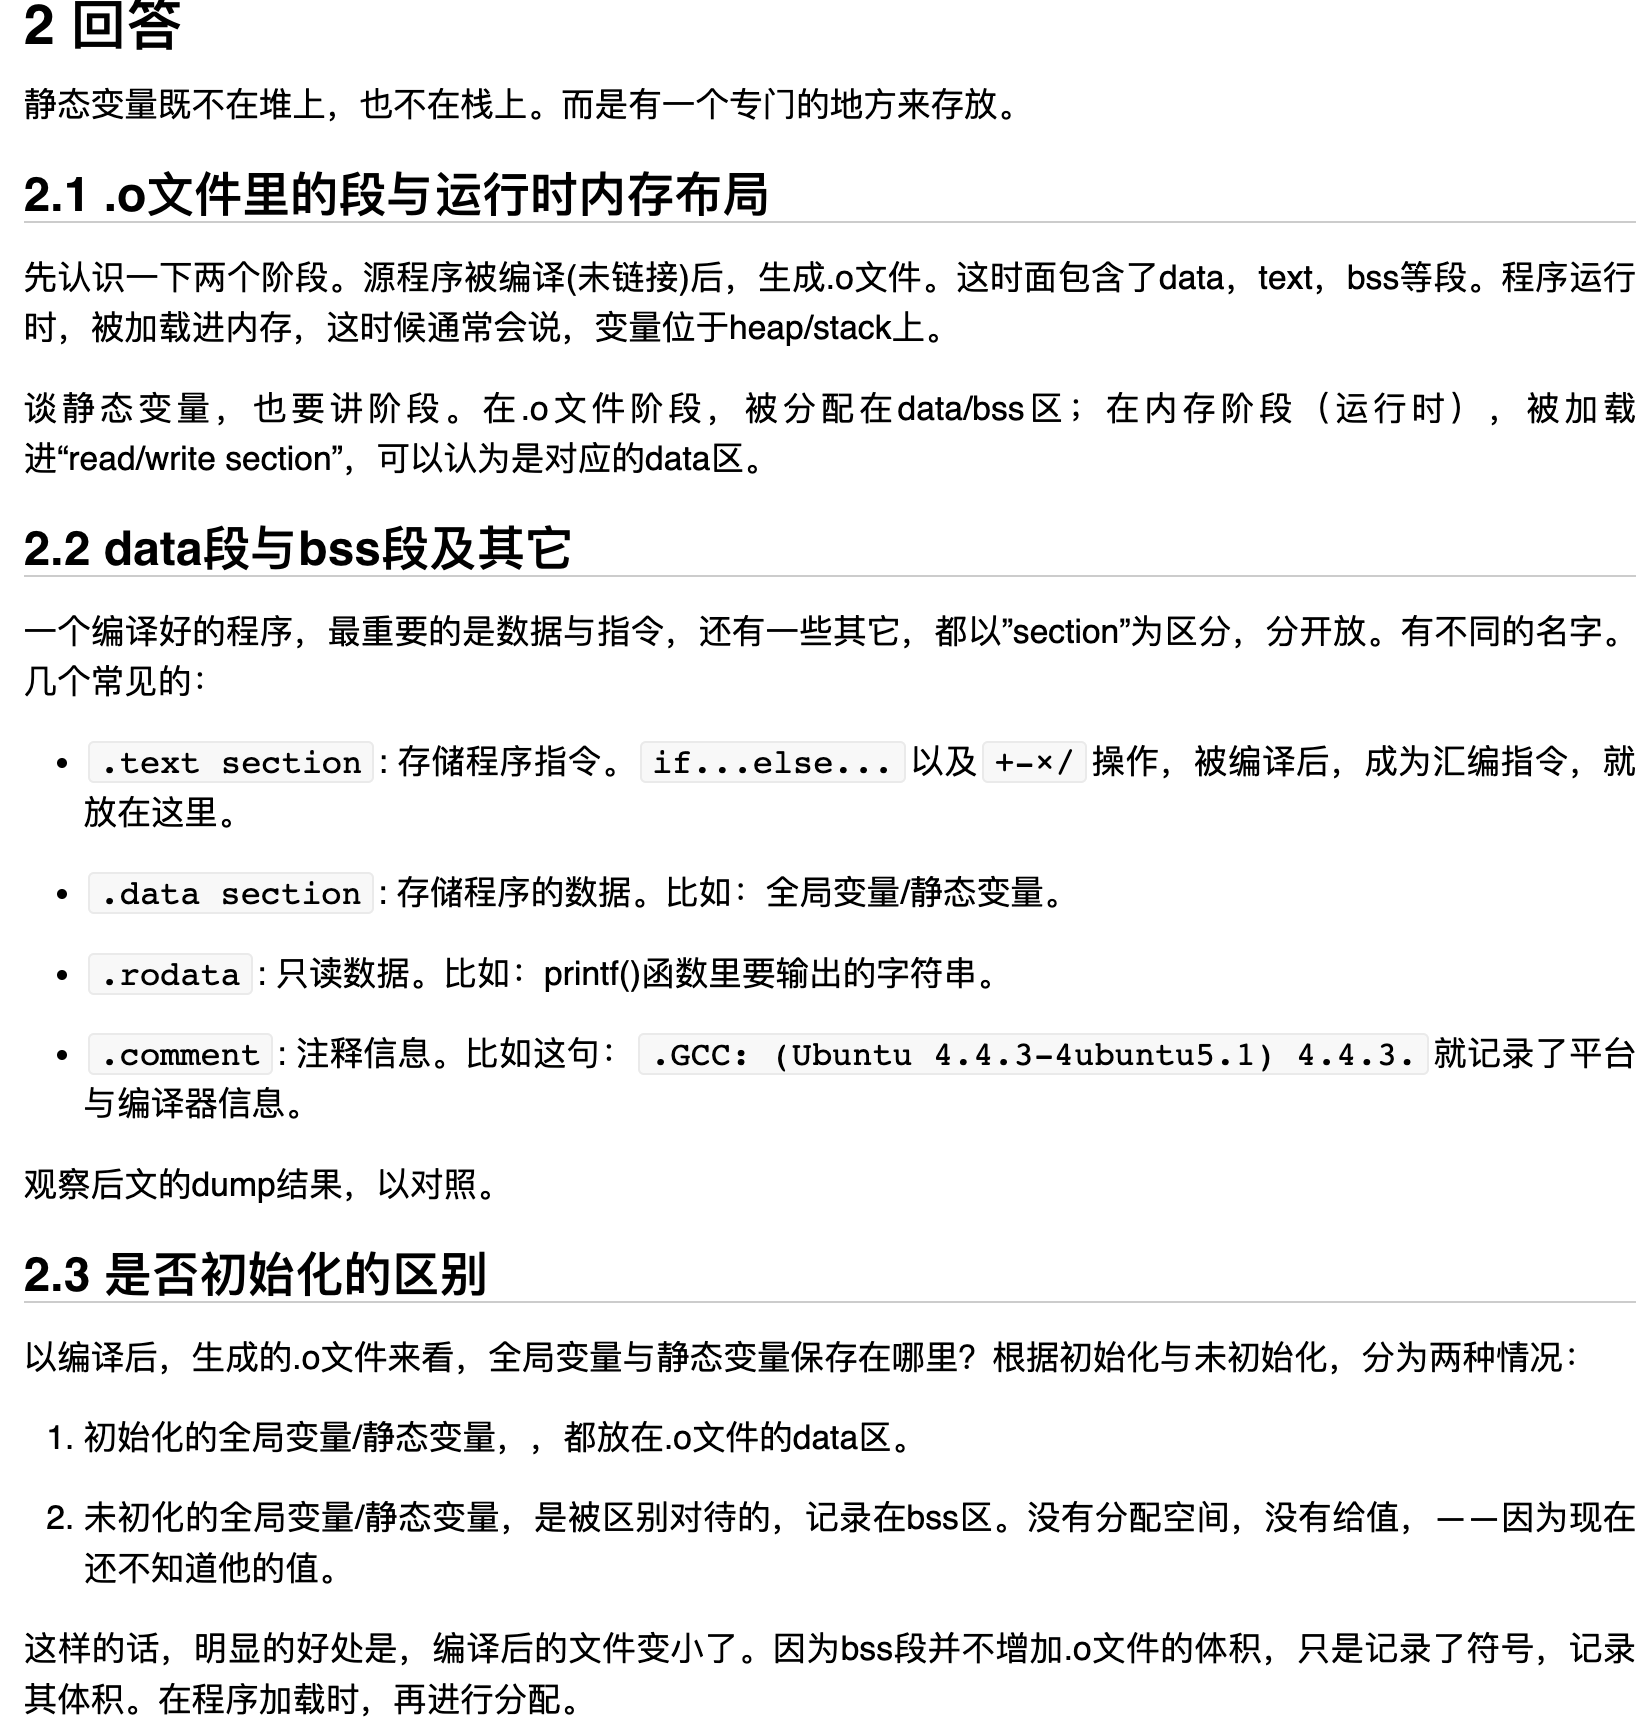 2 回答
静态变量既不在堆上，也不在栈上。而是有一个专门的地方来存放。
2.1 .o文件里的段与运行时内存布局
先认识一下两个阶段。源程序被编译(未链接)后，生成.o文件。这时面包含了data，text，bss等段。程序运行
时，被加载进内存，这时候通常会说，变量位于heap/stack上。
谈静态变量，也要讲阶段。在.o文件阶段，被分配在data/bss区；在内存阶段（运行时），被加载
进“read/write section”，可以认为是对应的data区。
2.2 data段与bss段及其它
一个编译好的程序，最重要的是数据与指令，还有一些其它，都以”section”为区分，分开放。有不同的名字。
几个常见的：
• .text section : 存储程序指令。 if...else... 以及 +-×/ 操作，被编译后，成为汇编指令，就
放在这里。
• .data section : 存储程序的数据。比如：全局变量/静态变量。
• .rodata : 只读数据。比如：printf()函数里要输出的字符串。
• .comment : 注释信息。比如这句： .GCC: (Ubuntu 4.4.3-4ubuntu5.1) 4.4.3. 就记录了平台
与编译器信息。
观察后文的dump结果，以对照。
2.3 是否初始化的区别
以编译后，生成的.o文件来看，全局变量与静态变量保存在哪里？根据初始化与未初始化，分为两种情况：
1. 初始化的全局变量/静态变量，，都放在.o文件的data区。
2. 未初化的全局变量/静态变量，是被区别对待的，记录在bss区。没有分配空间，没有给值，——因为现在
还不知道他的值。
这样的话，明显的好处是，编译后的文件变小了。因为bss段并不增加.o文件的体积，只是记录了符号，记录
其体积。在程序加载时，再进行分配。